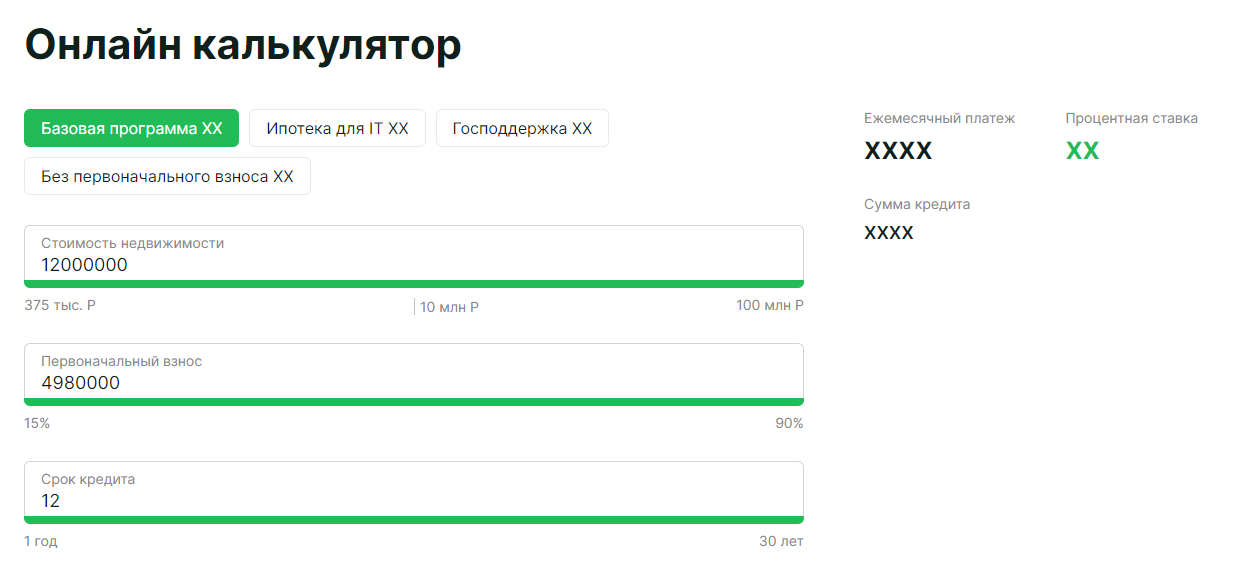 Онлайн калькулятор
Базовая программа XX
Ипотека для IT XX
Господдержка XX
Без первоначального взноса XX
Стоимость недвижимости
12000000
375 тыс. Р
10 млн Р
100 млн Р
Первоначальный взнос
4980000
15%
90%
Срок кредита
12
1 год
30 лет
Ежемесячный платеж
XXXX
Процентная ставка
XX
Сумма кредита
XXXX